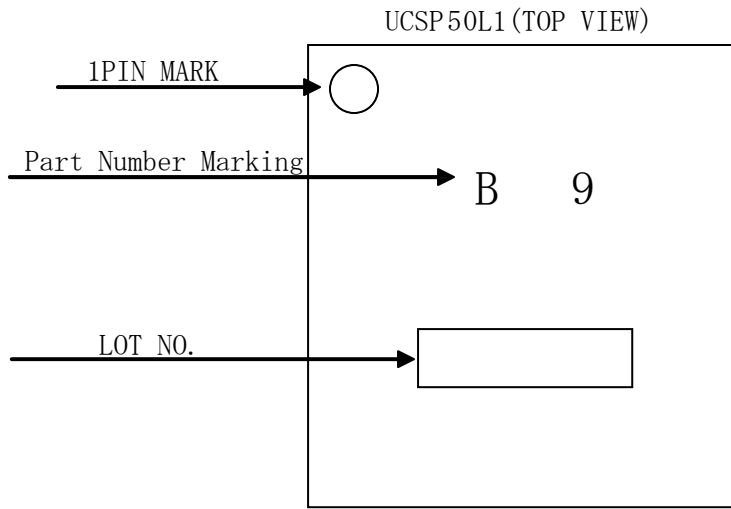 UCSP50L1(TOP VIEW)
1PIN MARK
Part Number Marking
B 9
LOT NO.